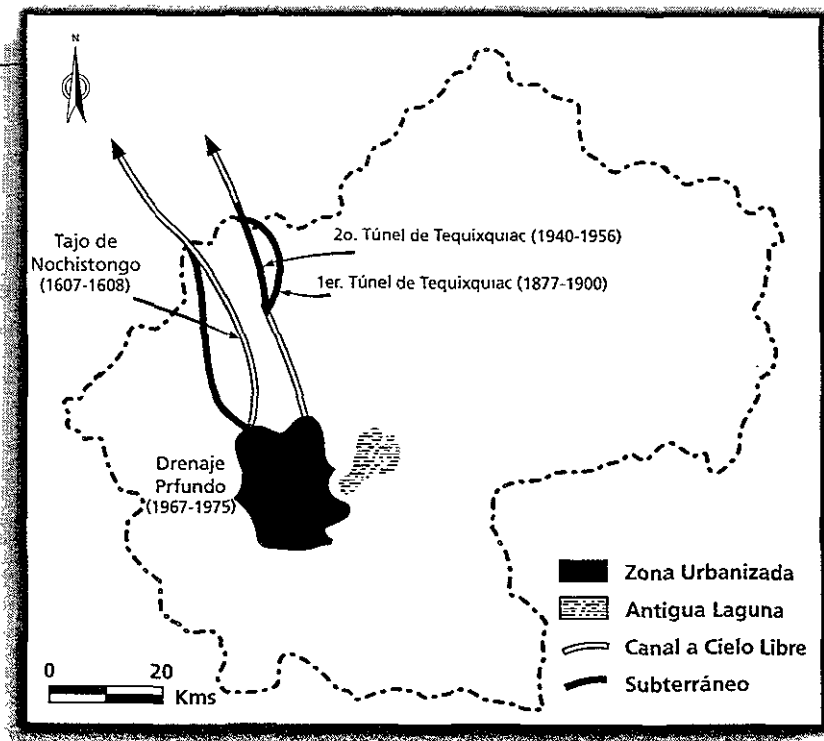 N
2o. Túnel de Tequixquiac (1940-1956)
Tajo de
Nochistongo
(1607-1608)
1er. Túnel de Tequixquiac (1877-1900)
Drenaje
Prfundo
(1967-1975)
Zona Urbanizada
Antigua Laguna
Canal a Cielo Libre
Subterráneo
0 20
Kms